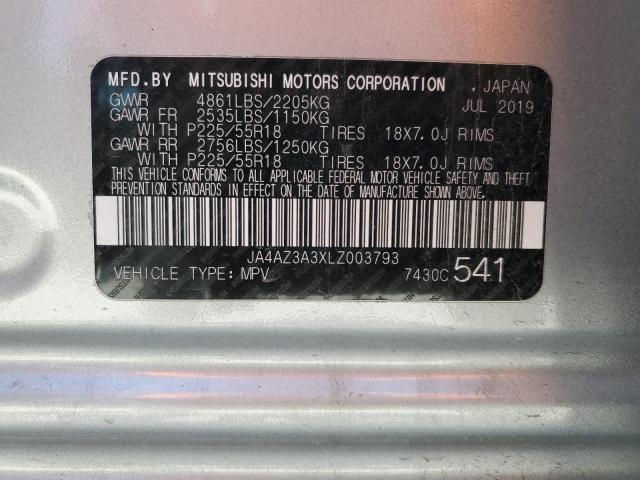 MFD.BY MITSUBISHI MOTORS CORPORATION . JAPAN
GVWR 4861LBS/2205KG JUL 2019
GAWR FR 2535LBS/1150KG
WITH P225/55R18 TIRES 18X7.0J RIMS
GAWR RR 2756LBS/1250KG
WITH P225/55R18 TIRES 18X7.0J RIMS
THIS VEHICLE CONFORMS TO ALL APPLICABLE FEDERAL MOTOR VEHICLE SAFETY AND THEFT
PREVENTION STANDARDS IN EFFECT ON THE DATE OF MANUFACTURE SHOWN ABOVE.
JA4AZ3A3XLZ003793
VEHICLE TYPE: MPV 7430C 541